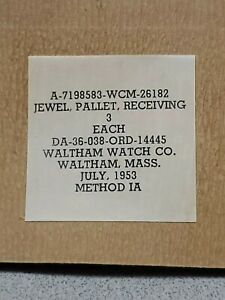 A-7198583-WCM-26182
JEWEL, PALLET, RECEIVING
3
EACH
DA-36-038-ORD-14445
WALTHAM WATCH CO.
WALTHAM, MASS.
JULY, 1953
METHOD IA